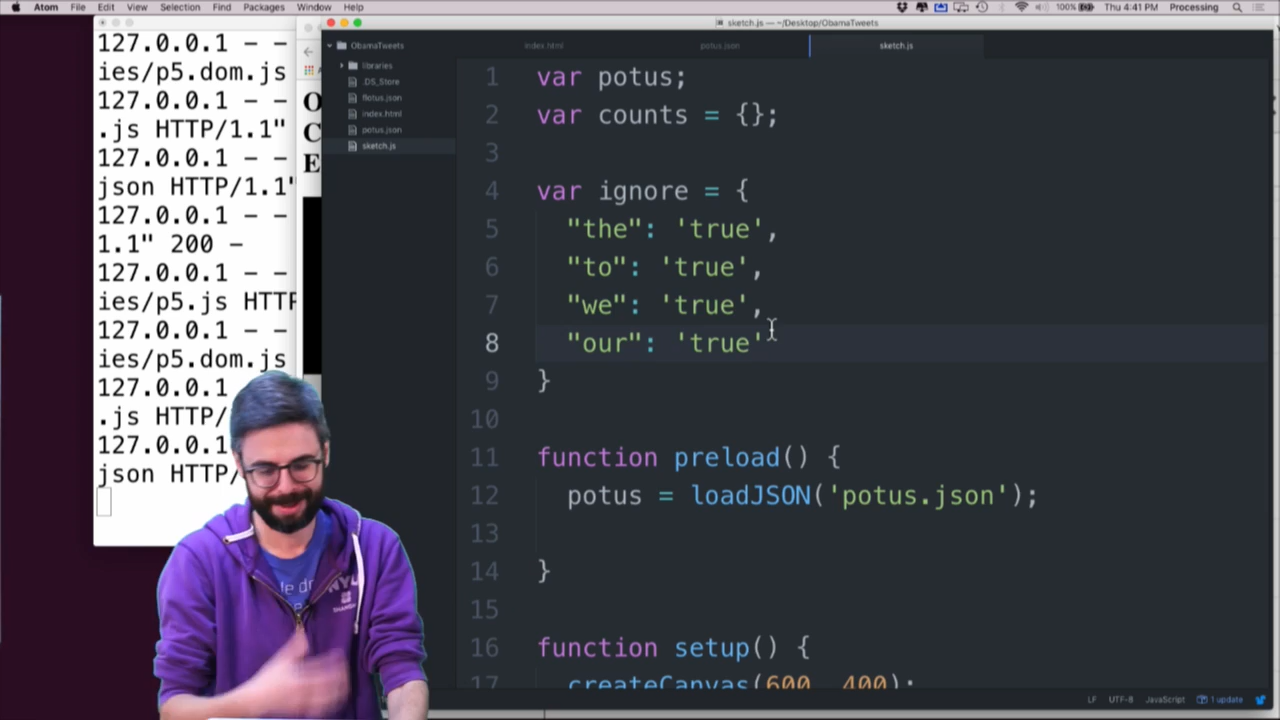 Atom File Edit View Selection Find Packages Window Help
100% Thu 4:41 PM Processing
127.0.0.1 - -
ies/p5.dom.js
127.0.0.1 - -
.js HTTP/1.1"
127.0.0.1 - -
json HTTP/1.1"
127.0.0.1 - -
1.1" 200 -
127.0.0.1 - -
ies/p5.js HTTP
127.0.0.1 - -
ies/p5.dom.js
127.0.0.1
.js HTTP/
127.0.0.1
json HTTP/
O
C
E
sketch.js — ~/Desktop/ObamaTweets
ObamaTweets
libraries
.DS_Store
flotus.json
index.html
potus.json
sketch.js
index.html potus.json sketch.js
1 var potus;
2 var counts = {};
3
4 var ignore = {
5 "the": 'true',
6 "to": 'true',
7 "we": 'true',
8 "our": 'true'
9 }
10
11 function preload() {
12 potus = loadJSON('potus.json');
13
14 }
15
16 function setup() {
17 createCanvas(600, 400);
LF UTF-8 JavaScript 1 update
NYU